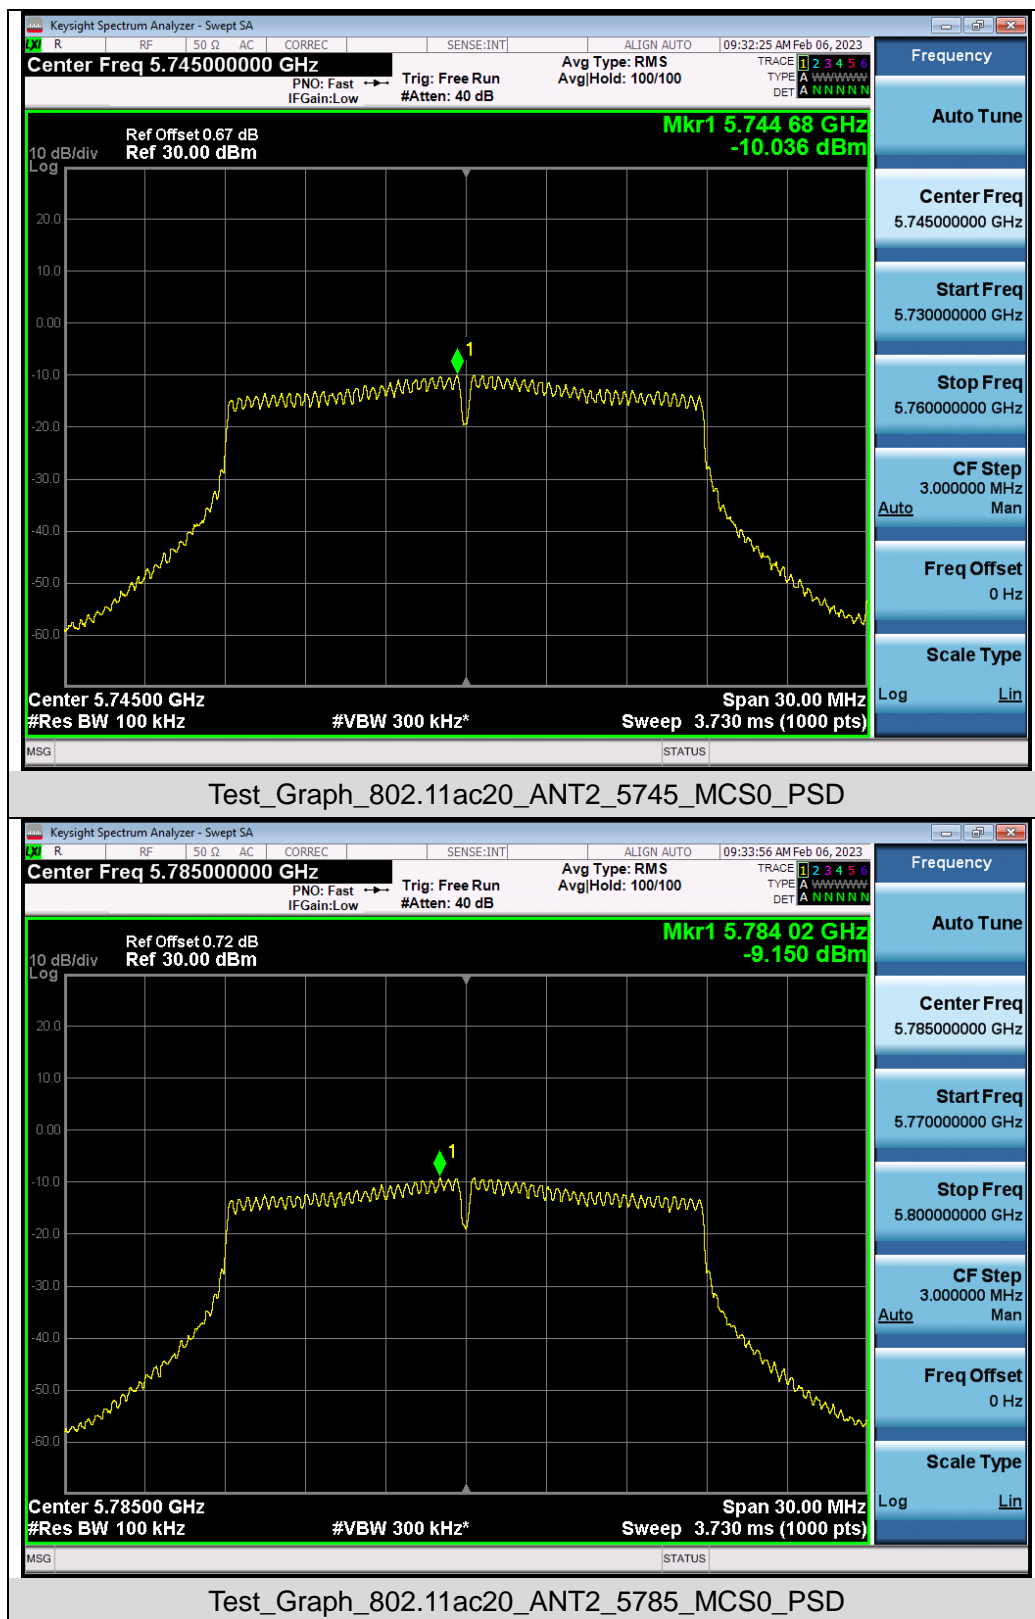 Keysight Spectrum Analyzer - Swept SA
LXI R RF 50 Ω AC CORREC SENSE:INT ALIGN AUTO 09:32:25 AM Feb 06, 2023
Center Freq 5.745000000 GHz Avg Type: RMS TRACE 1 2 3 4 5 6
PNO: Fast Trig: Free Run Avg|Hold: 100/100 TYPE A WWWWW
IFGain:Low #Atten: 40 dB DET A N N N N N
Mkr1 5.744 68 GHz
Ref Offset 0.67 dB
-10.036 dBm
10 dB/div Ref 30.00 dBm
Log
20.0
10.0
0.00
1
-10.0
-20.0
-30.0
-40.0
-50.0
-60.0
Center 5.74500 GHz Span 30.00 MHz
#Res BW 100 kHz #VBW 300 kHz* Sweep 3.730 ms (1000 pts)
MSG STATUS
Frequency
Auto Tune
Center Freq
5.745000000 GHz
Start Freq
5.730000000 GHz
Stop Freq
5.760000000 GHz
CF Step
3.000000 MHz
Auto Man
Freq Offset
0 Hz
Scale Type
Log Lin
Test_Graph_802.11ac20_ANT2_5745_MCS0_PSD
Keysight Spectrum Analyzer - Swept SA
LXI R RF 50 Ω AC CORREC SENSE:INT ALIGN AUTO 09:33:56 AM Feb 06, 2023
Center Freq 5.785000000 GHz Avg Type: RMS TRACE 1 2 3 4 5 6
PNO: Fast Trig: Free Run Avg|Hold: 100/100 TYPE A WWWWW
IFGain:Low #Atten: 40 dB DET A N N N N N
Mkr1 5.784 02 GHz
Ref Offset 0.72 dB
-9.150 dBm
10 dB/div Ref 30.00 dBm
Log
20.0
10.0
0.00
1
-10.0
-20.0
-30.0
-40.0
-50.0
-60.0
Center 5.78500 GHz Span 30.00 MHz
#Res BW 100 kHz #VBW 300 kHz* Sweep 3.730 ms (1000 pts)
MSG STATUS
Frequency
Auto Tune
Center Freq
5.785000000 GHz
Start Freq
5.770000000 GHz
Stop Freq
5.800000000 GHz
CF Step
3.000000 MHz
Auto Man
Freq Offset
0 Hz
Scale Type
Log Lin
Test_Graph_802.11ac20_ANT2_5785_MCS0_PSD